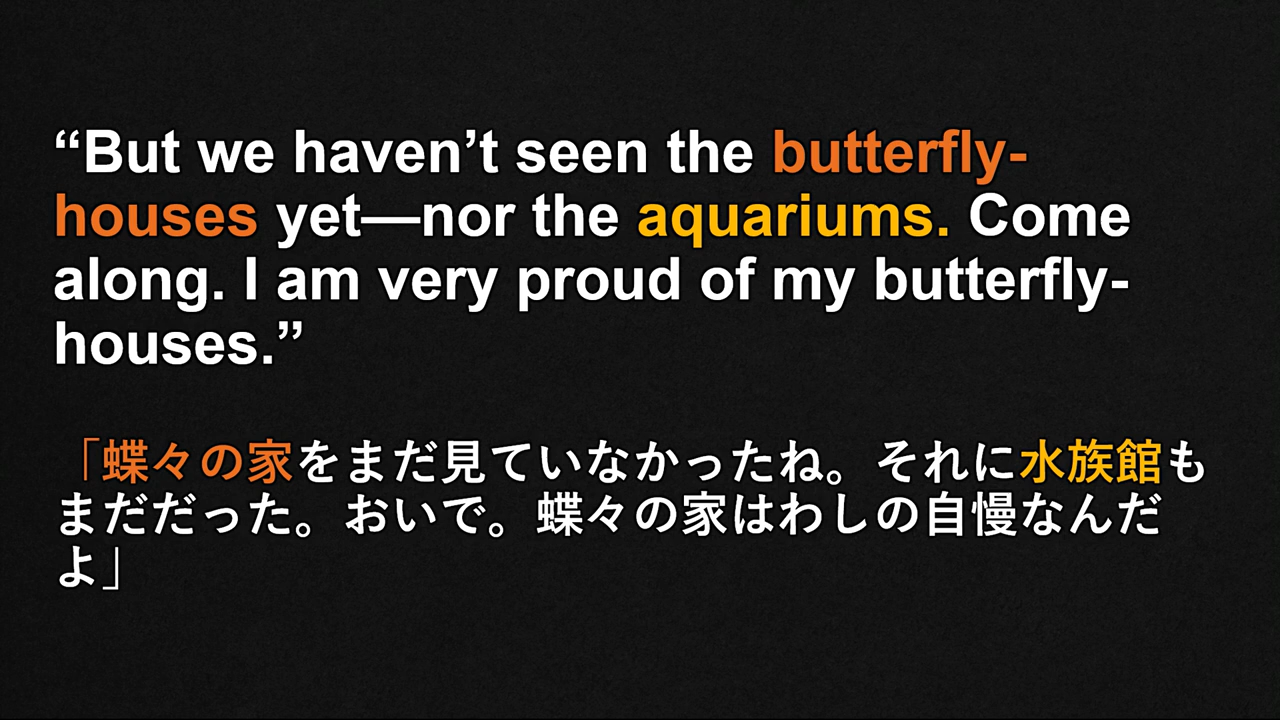 “But we haven’t seen the butterfly-
houses yet—nor the aquariums. Come
along. I am very proud of my butterfly-
houses.”
「蝶々の家をまだ見ていなかったね。それに水族館も
まだだった。おいで。蝶々の家はわしの自慢なんだ
よ」